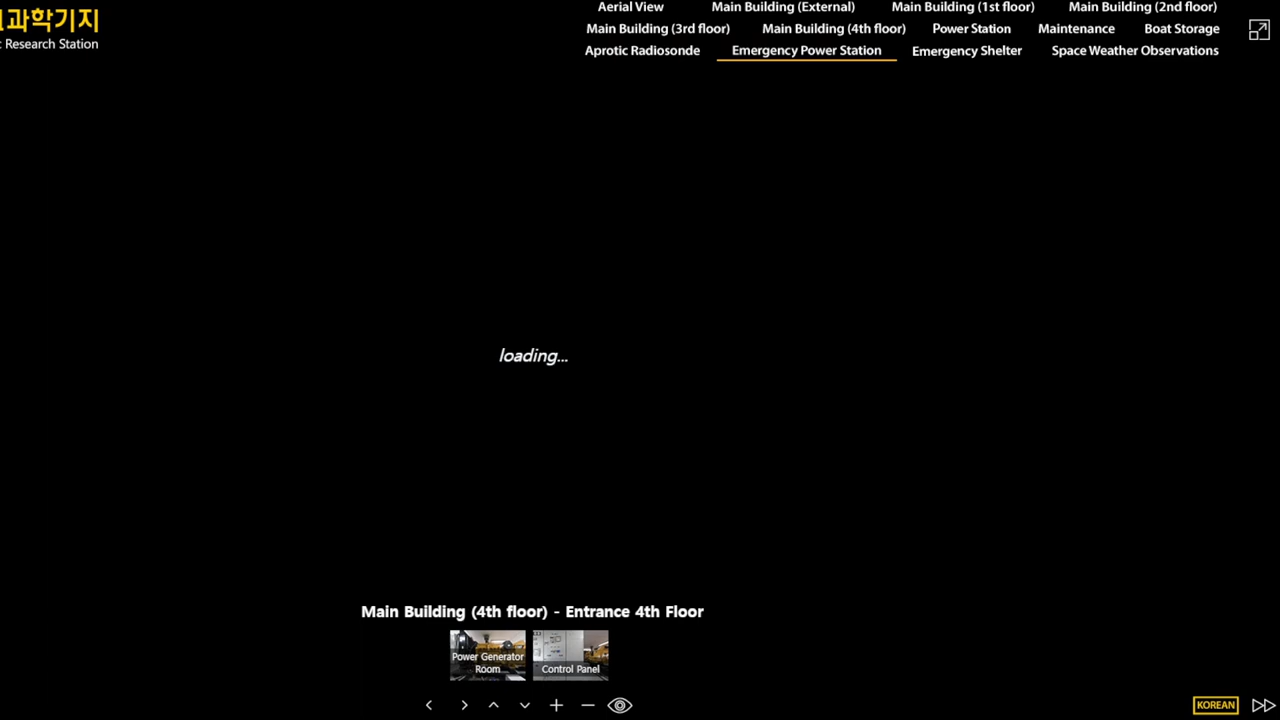 과학기지
Research Station
Aerial View Main Building (External) Main Building (1st floor) Main Building (2nd floor)
Main Building (3rd floor) Main Building (4th floor) Power Station Maintenance Boat Storage
Aprotic Radiosonde Emergency Power Station Emergency Shelter Space Weather Observations
loading...
Main Building (4th floor) - Entrance 4th Floor
Power Generator Room
Control Panel
KOREAN